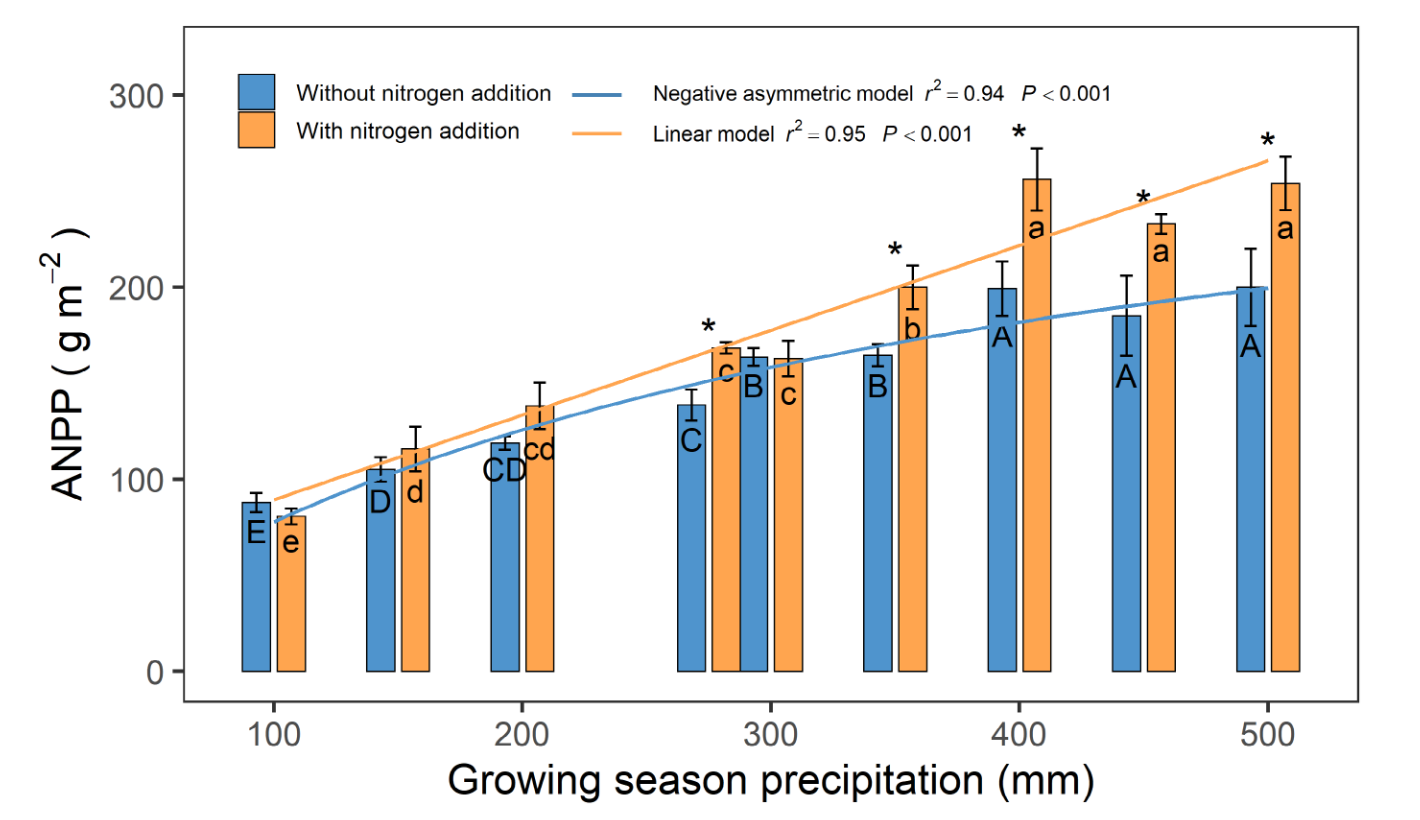 Without nitrogen addition Negative asymmetric model r² = 0.94 P < 0.001
With nitrogen addition Linear model r² = 0.95 P < 0.001
300
200
100
0
ANPP ( g m⁻² )
* * * * *
E e D d CD cd C c B c B b A a A a A a
100 200 300 400 500
Growing season precipitation (mm)